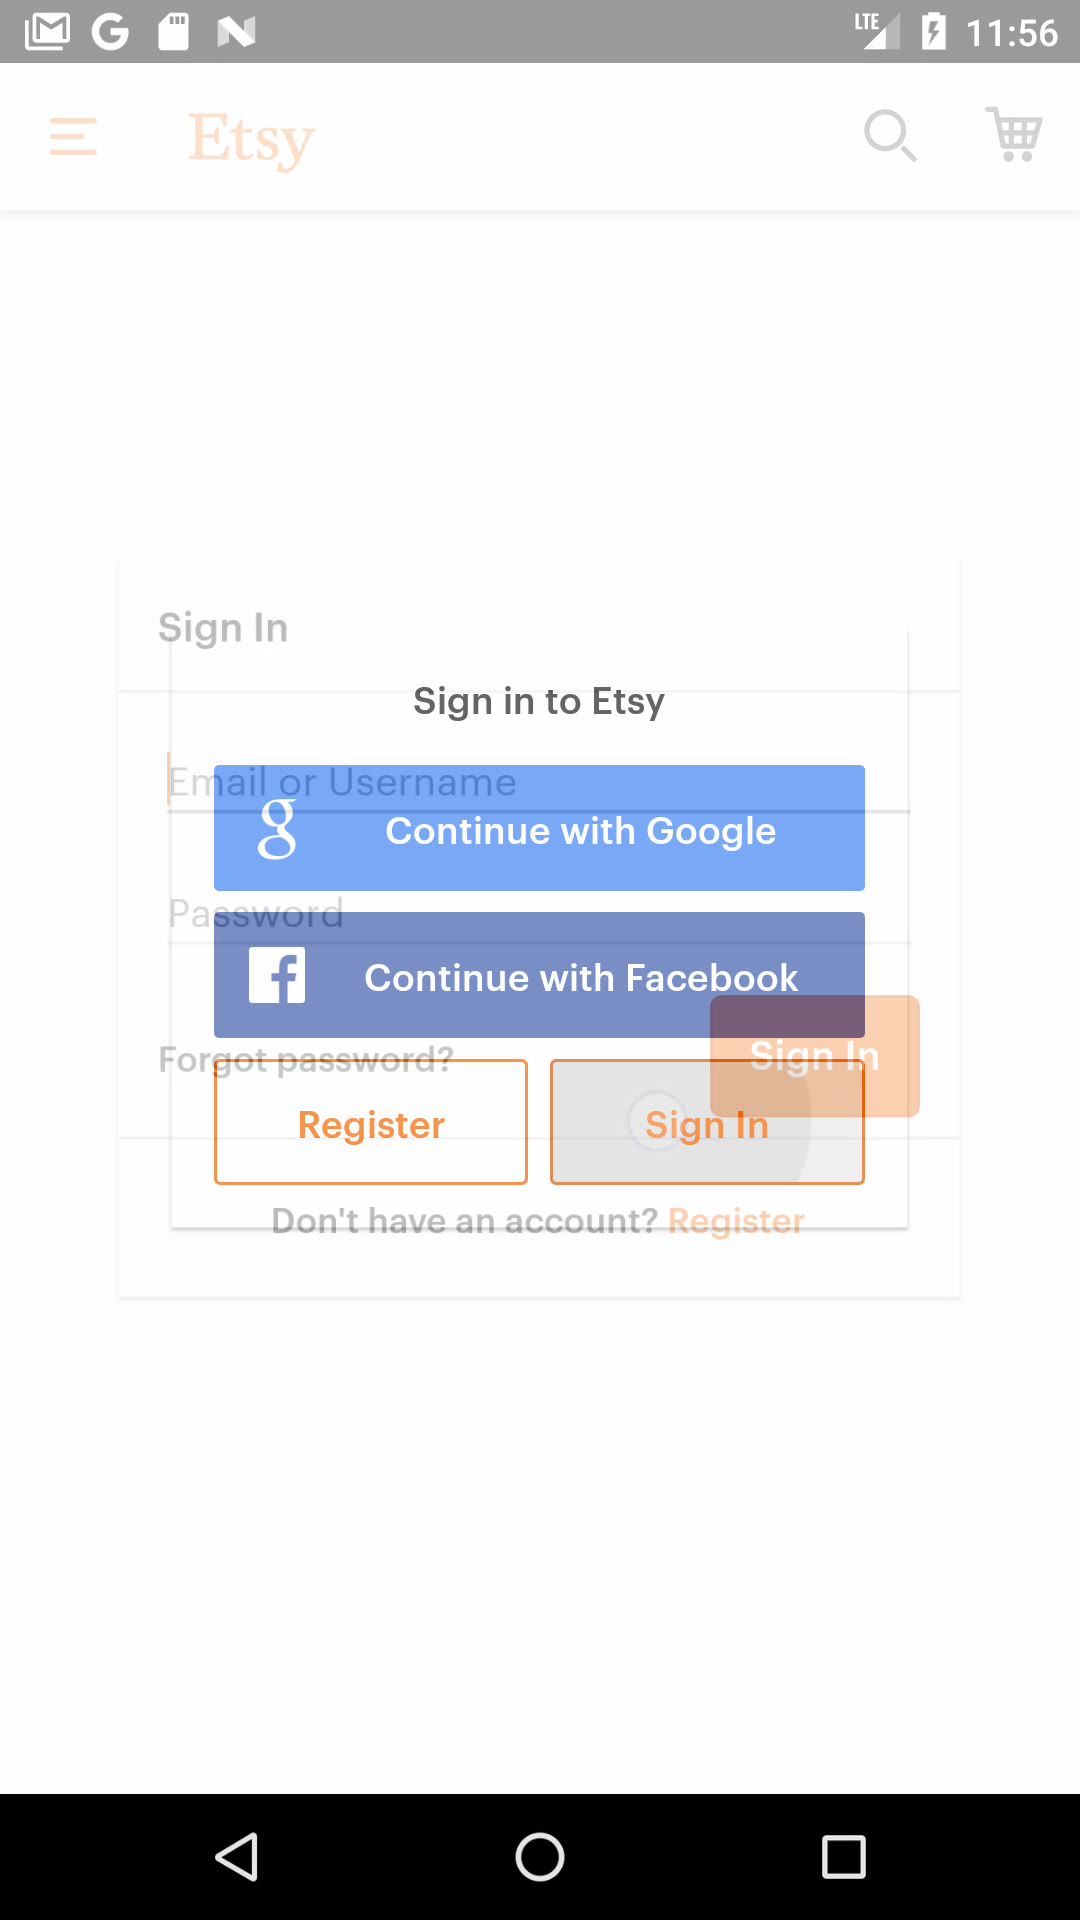 LTE 11:56
Etsy
Sign In
Sign in to Etsy
Email or Username
Continue with Google
Password
Continue with Facebook
Sign In
Forgot password?
Register
Sign In
Don't have an account? Register